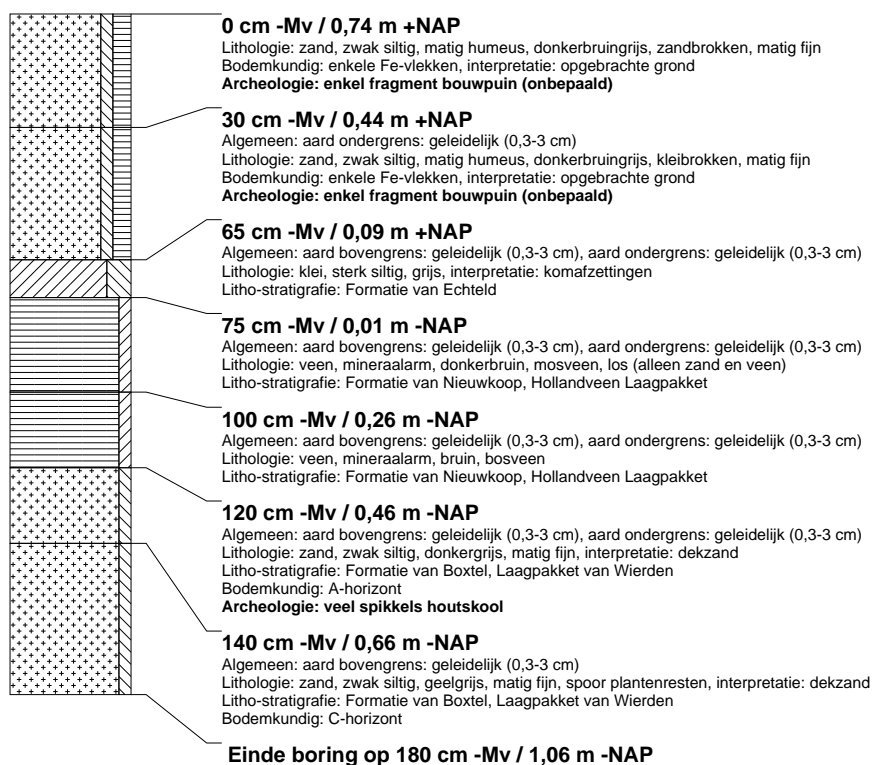 0 cm -Mv / 0,74 m +NAP
Lithologie: zand, zwak siltig, matig humeus, donkerbruingrijs, zandbrokken, matig fijn
Bodemkundig: enkele Fe-vlekken, interpretatie: opgebrachte grond
Archeologie: enkel fragment bouwpuin (onbepaald)
30 cm -Mv / 0,44 m +NAP
Algemeen: aard ondergrens: geleidelijk (0,3-3 cm)
Lithologie: zand, zwak siltig, matig humeus, donkerbruingrijs, kleibrokken, matig fijn
Bodemkundig: enkele Fe-vlekken, interpretatie: opgebrachte grond
Archeologie: enkel fragment bouwpuin (onbepaald)
65 cm -Mv / 0,09 m +NAP
Algemeen: aard bovengrens: geleidelijk (0,3-3 cm), aard ondergrens: geleidelijk (0,3-3 cm)
Lithologie: klei, sterk siltig, grijs, interpretatie: komafzettingen
Litho-stratigrafie: Formatie van Echteld
75 cm -Mv / 0,01 m -NAP
Algemeen: aard bovengrens: geleidelijk (0,3-3 cm), aard ondergrens: geleidelijk (0,3-3 cm)
Lithologie: veen, mineraalarm, donkerbruin, mosveen, los (alleen zand en veen)
Litho-stratigrafie: Formatie van Nieuwkoop, Hollandveen Laagpakket
100 cm -Mv / 0,26 m -NAP
Algemeen: aard bovengrens: geleidelijk (0,3-3 cm), aard ondergrens: geleidelijk (0,3-3 cm)
Lithologie: veen, mineraalarm, bruin, bosveen
Litho-stratigrafie: Formatie van Nieuwkoop, Hollandveen Laagpakket
120 cm -Mv / 0,46 m -NAP
Algemeen: aard bovengrens: geleidelijk (0,3-3 cm), aard ondergrens: geleidelijk (0,3-3 cm)
Lithologie: zand, zwak siltig, donkergrijs, matig fijn, interpretatie: dekzand
Litho-stratigrafie: Formatie van Boxtel, Laagpakket van Wierden
Bodemkundig: A-horizont
Archeologie: veel spikkels houtskool
140 cm -Mv / 0,66 m -NAP
Algemeen: aard bovengrens: geleidelijk (0,3-3 cm)
Lithologie: zand, zwak siltig, geelgrijs, matig fijn, spoor plantenresten, interpretatie: dekzand
Litho-stratigrafie: Formatie van Boxtel, Laagpakket van Wierden
Bodemkundig: C-horizont
Einde boring op 180 cm -Mv / 1,06 m -NAP